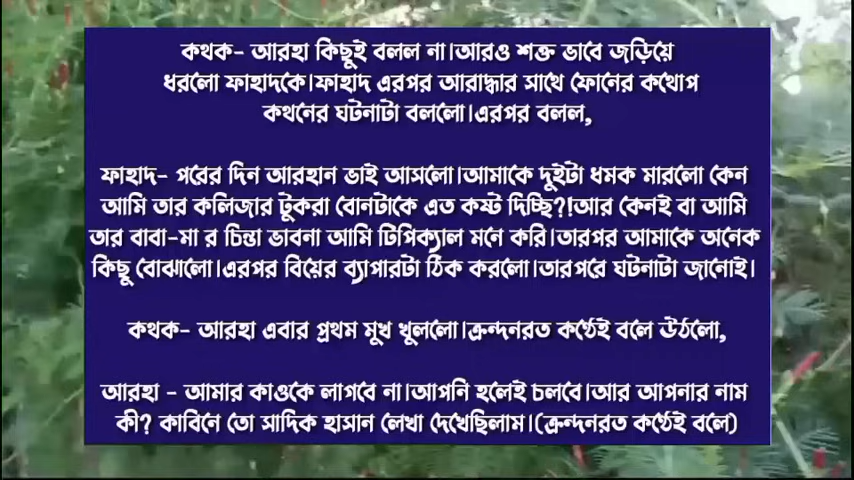 কথক- আরহা কিছুই বলল না।আরও শক্ত ভাবে জড়িয়ে
ধরলো ফাহাদকে।ফাহাদ এরপর আরাদ্ধার সাথে ফোনের কথোপ
কথনের ঘটনাটা বললো।এরপর বলল,
ফাহাদ- পরের দিন আরহান ভাই আসলো।আমাকে দুইটা ধমক মারলো কেন
আমি তার কলিজার টুকরা বোনটাকে এত কষ্ট দিচ্ছি?!আর কেনই বা আমি
তার বাবা-মা র চিন্তা ভাবনা আমি টিপিক্যাল মনে করি।তারপর আমাকে অনেক
কিছু বোঝালো।এরপর বিয়ের ব্যাপারটা ঠিক করলো।তারপরে ঘটনাটা জানোই।
কথক- আরহা এবার প্রথম মুখ খুললো।ক্রন্দনরত কণ্ঠেই বলে উঠলো,
আরহা - আমার কাওকে লাগবে না।আপনি হলেই চলবে।আর আপনার নাম
কী? কাবিনে তো সাদিক হাসান লেখা দেখেছিলাম।(ক্রন্দনরত কণ্ঠেই বলে)